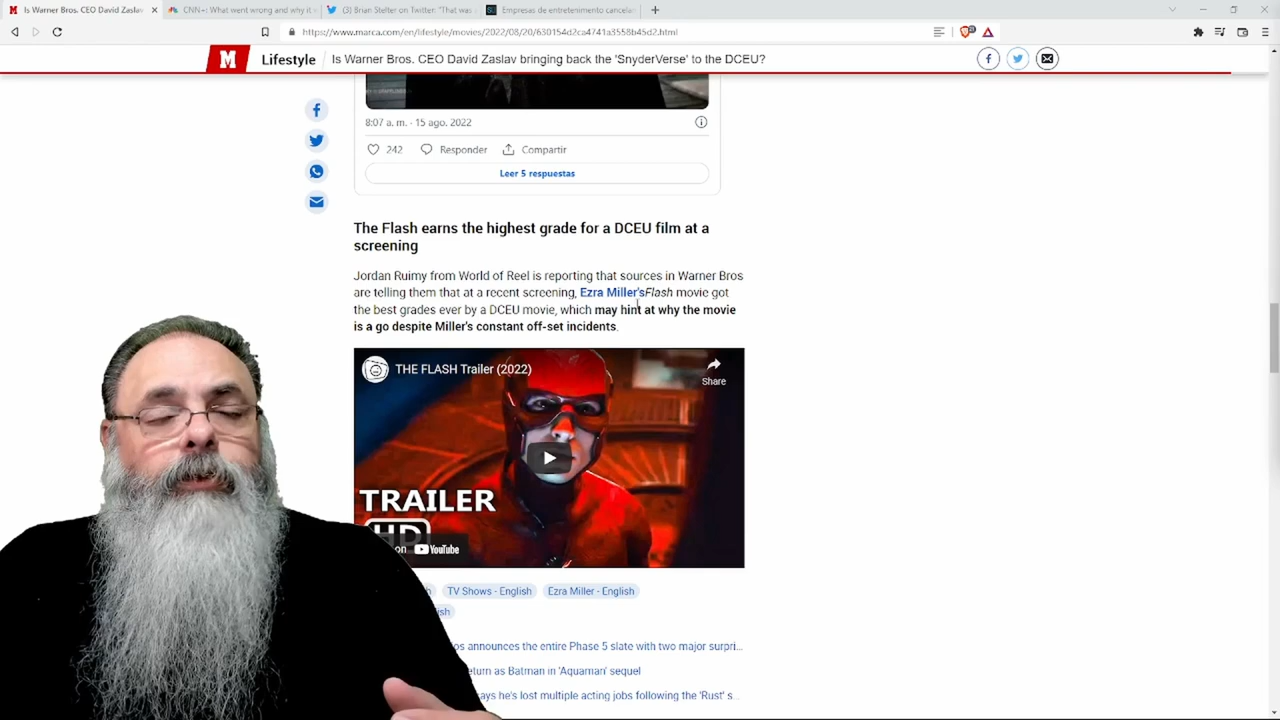 Is Warner Bros. CEO David Zaslav
CNN+: What went wrong and why it
(3) Brian Stelter on Twitter: "That was
Empresas de entretenimiento cancelan
https://www.marca.com/en/lifestyle/movies/2022/08/20/630154d2ca4741a3558b45d2.html
M Lifestyle Is Warner Bros. CEO David Zaslav bringing back the 'SnyderVerse' to the DCEU?
8:07 a. m. · 15 ago. 2022
242 Responder Compartir
Leer 5 respuestas
The Flash earns the highest grade for a DCEU film at a
screening
Jordan Ruimy from World of Reel is reporting that sources in Warner Bros
are telling them that at a recent screening, Ezra Miller'sFlash movie got
the best grades ever by a DCEU movie, which may hint at why the movie
is a go despite Miller's constant off-set incidents.
THE FLASH Trailer (2022)
Share
TRAILER
HD
on YouTube
h TV Shows - English Ezra Miller - English
ish
os announces the entire Phase 5 slate with two major surpri...
eturn as Batman in 'Aquaman' sequel
ays he's lost multiple acting jobs following the 'Rust' s...